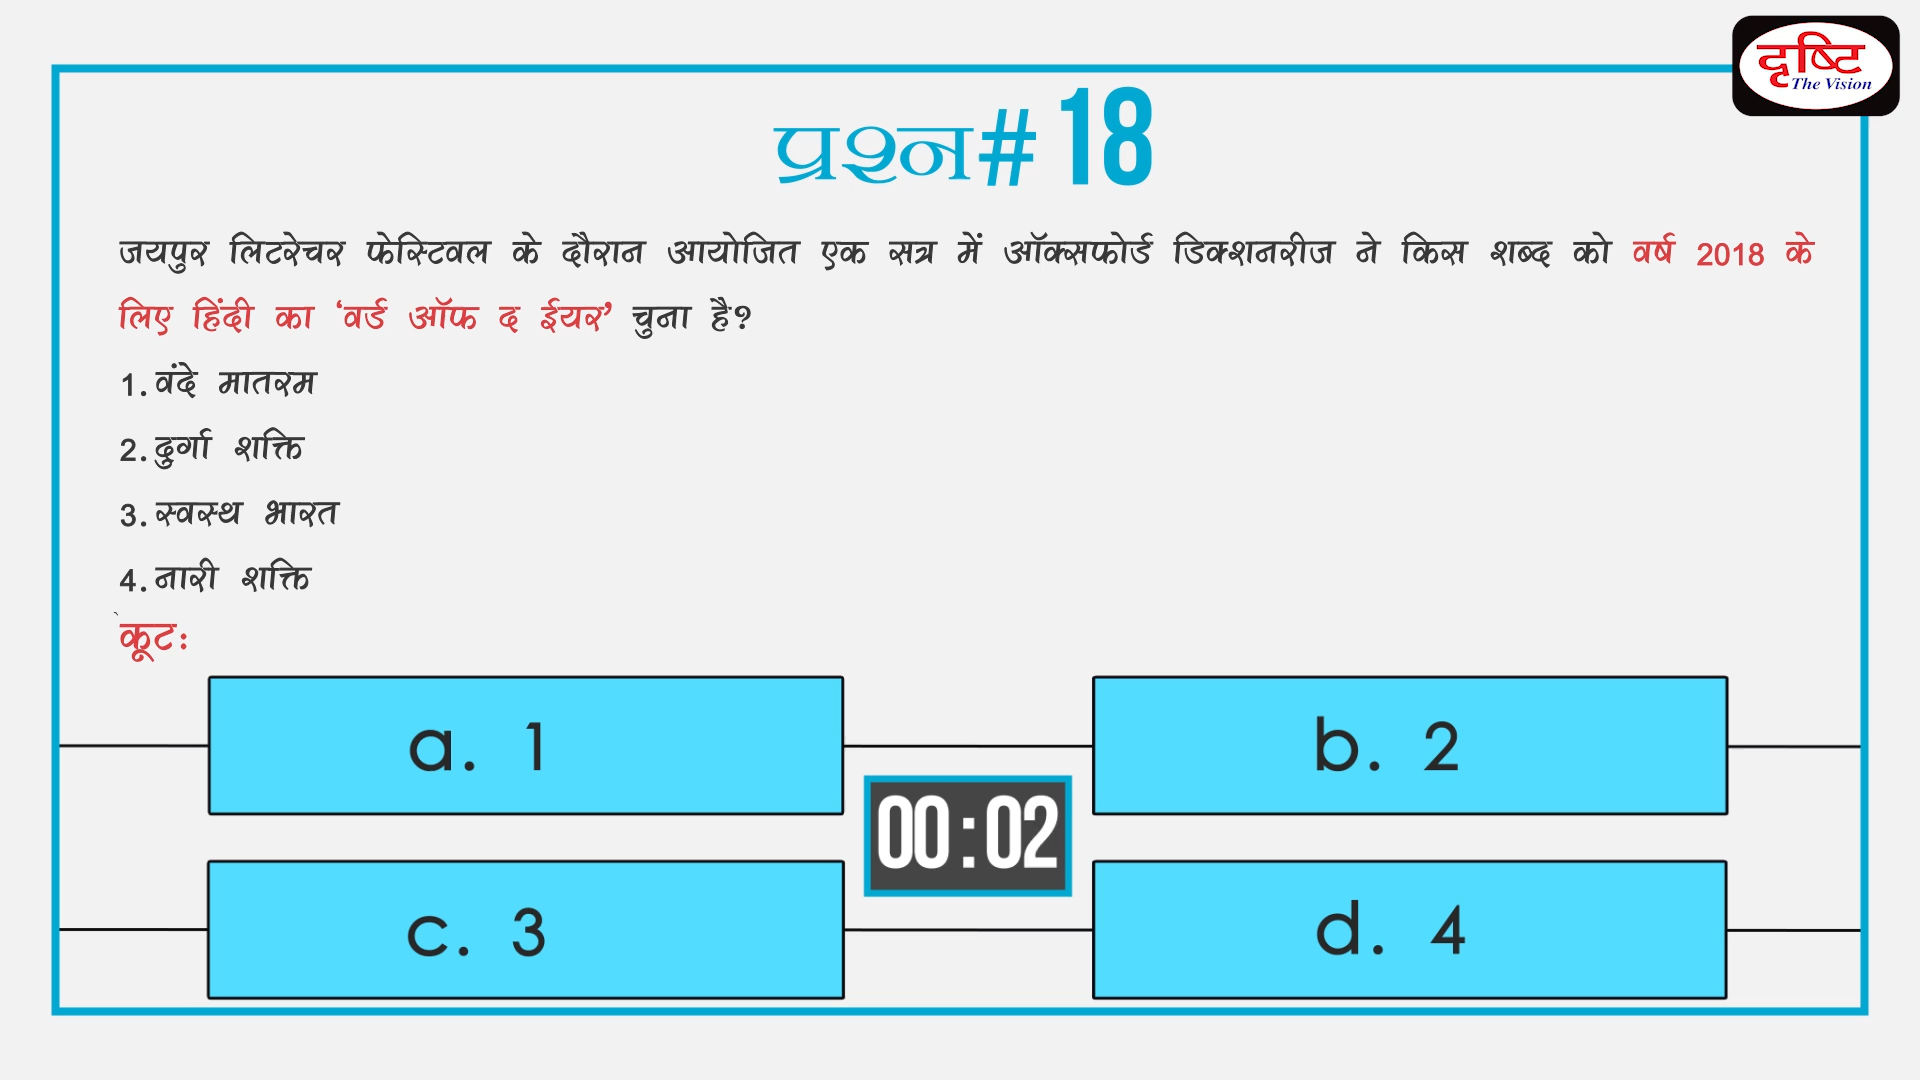 दृष्टि
The Vision
प्रश्न# 18
जयपुर लिटरेचर फेस्टिवल के दौरान आयोजित एक सत्र में ऑक्सफोर्ड डिक्शनरीज ने किस शब्द को वर्ष 2018 के
लिए हिंदी का ‘वर्ड ऑफ द ईयर’ चुना है?
1. वंदे मातरम
2. दुर्गा शक्ति
3. स्वस्थ भारत
4. नारी शक्ति
कूट:
a. 1
b. 2
00:02
c. 3
d. 4